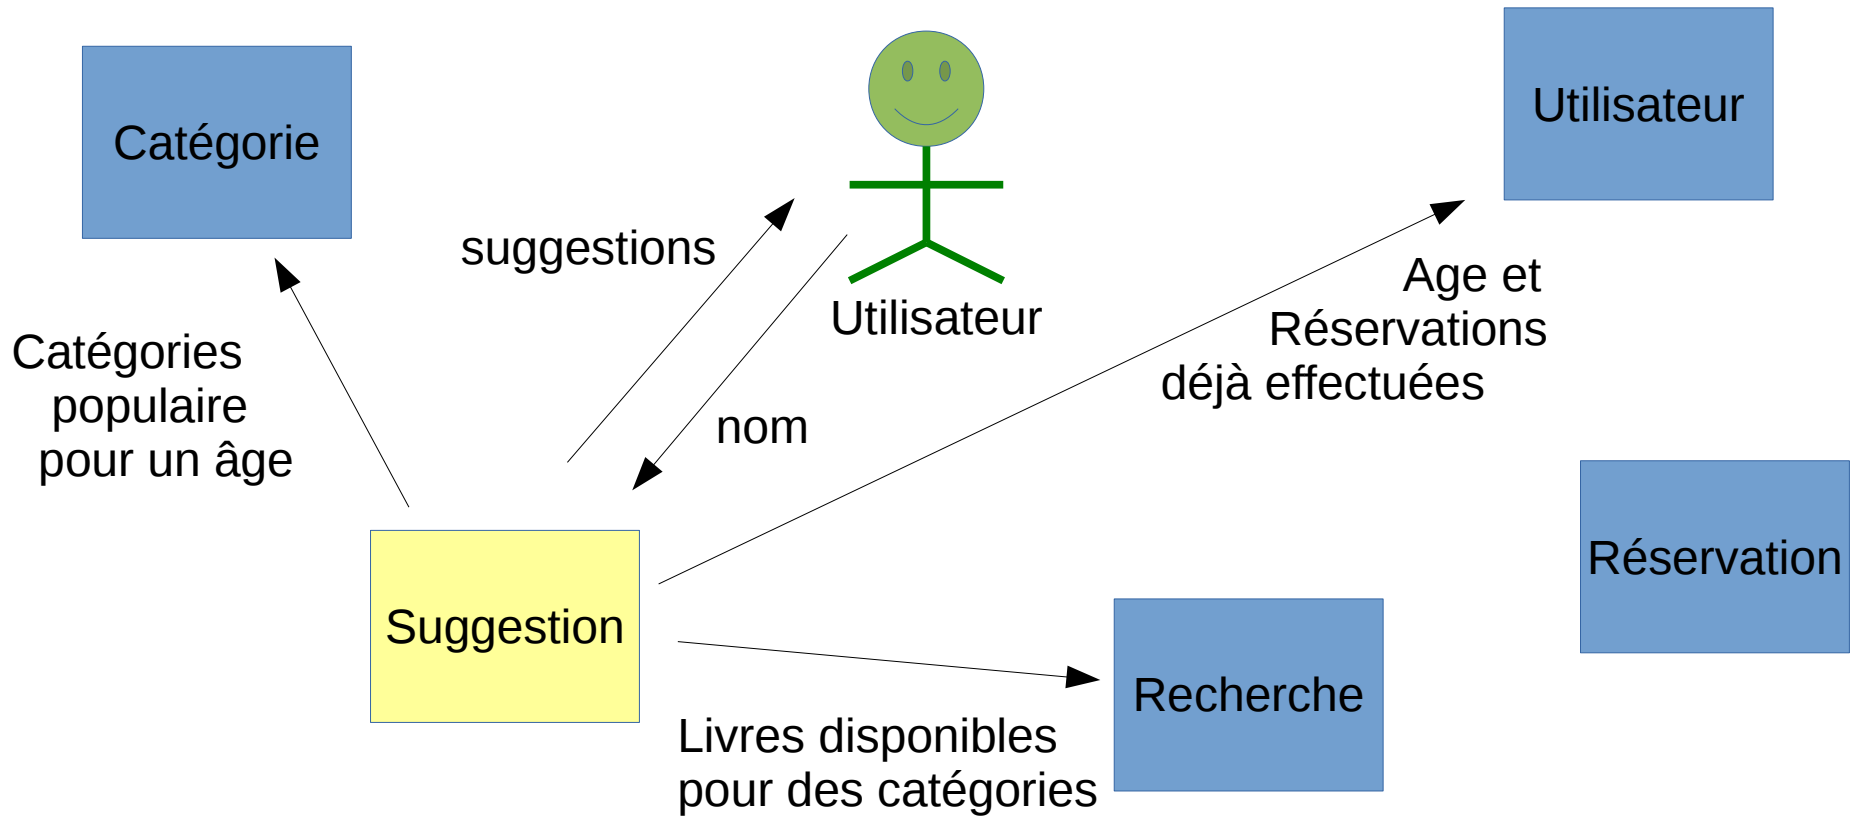 Utilisateur
Catégorie
suggestions
Age et
Réservations
déjà effectuées
Utilisateur
Catégories
populaire
pour un âge
nom
Réservation
Suggestion
Recherche
Livres disponibles
pour des catégories